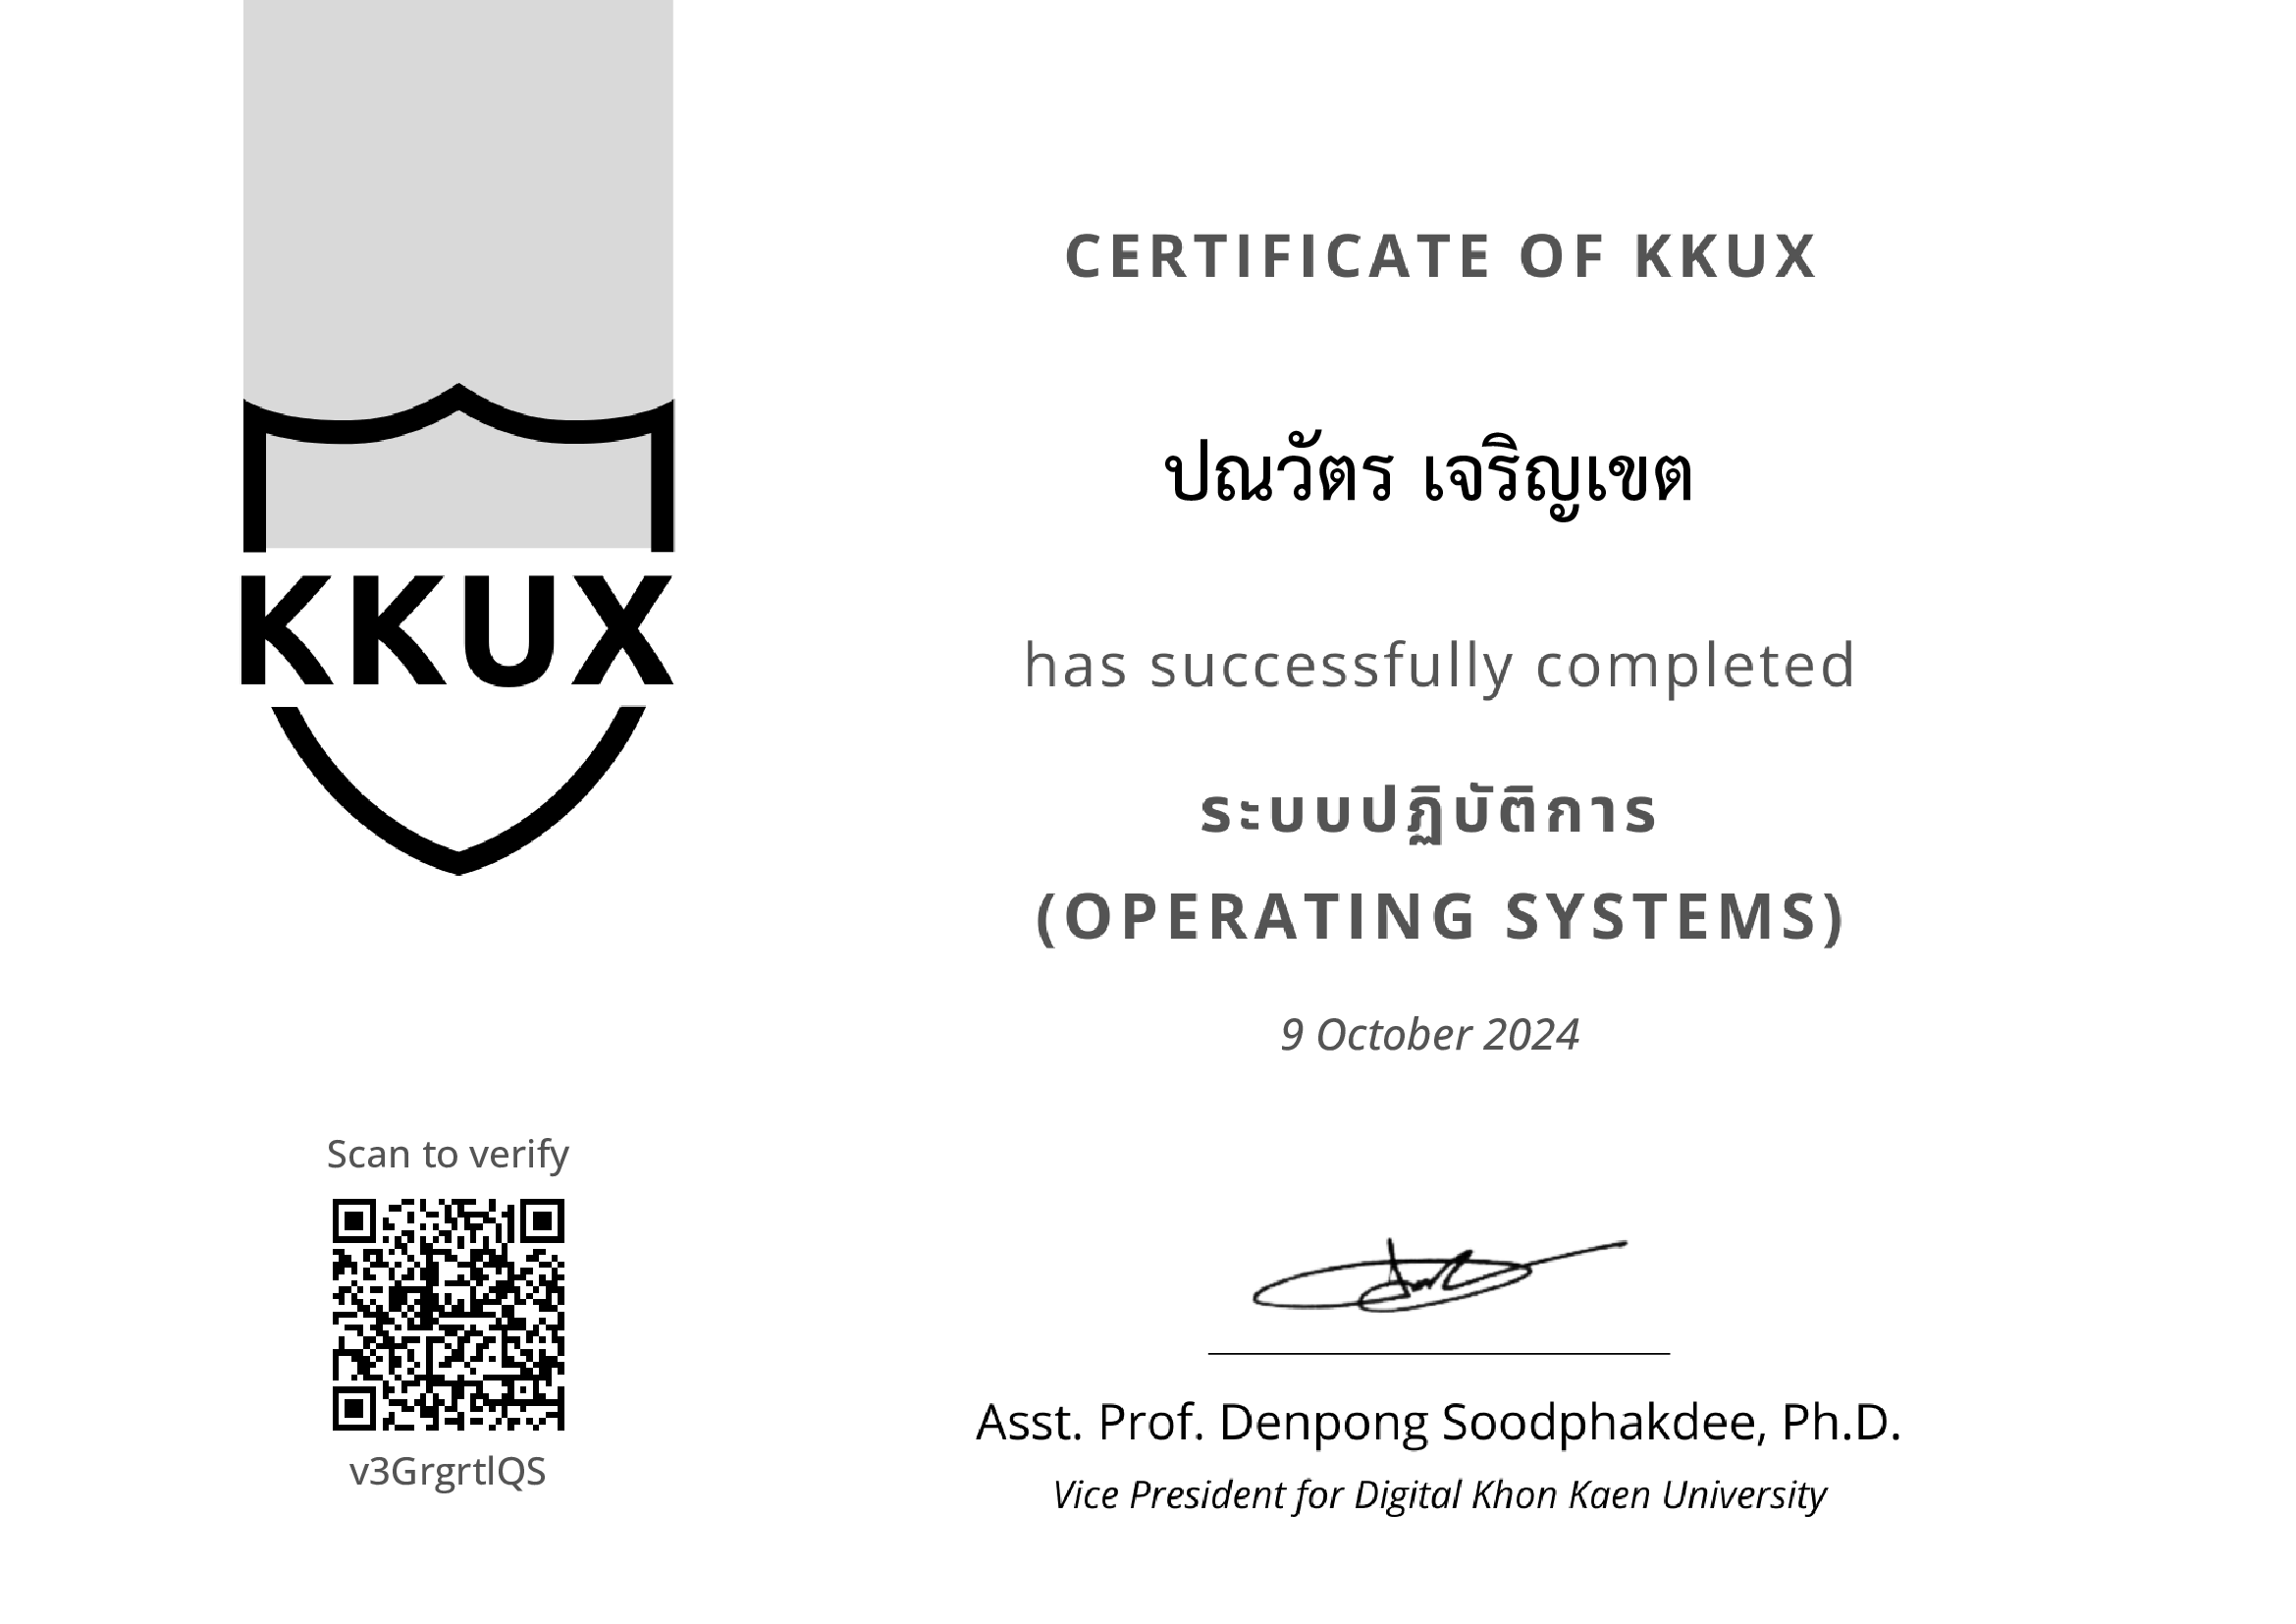 CERTIFICATE OF KKUX
ปณวัตร เจริญเขต
has successfully completed
ระบบปฏิบัติการ
(OPERATING SYSTEMS)
9 October 2024
KKUX
Scan to verify
v3GrgrtlQS
Asst. Prof. Denpong Soodphakdee, Ph.D.
Vice President for Digital Khon Kaen University